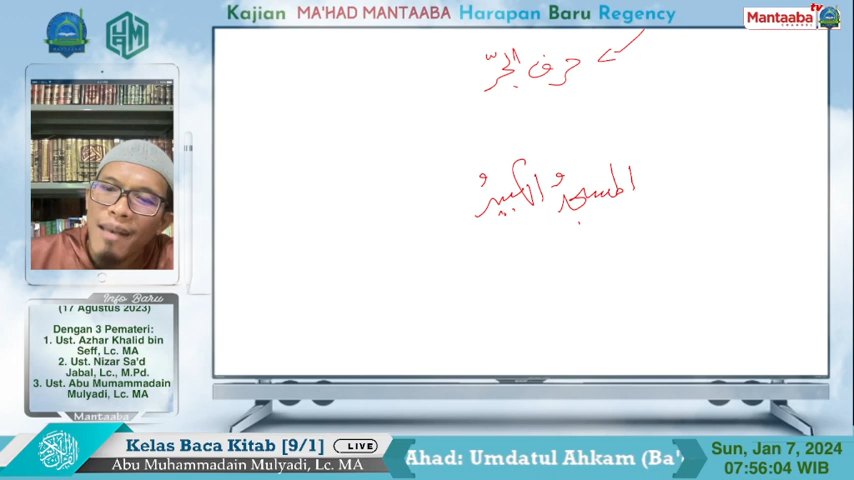 Kajian MA'HAD MANTAABA Harapan Baru Regency
Mantaaba tv
CHANNEL
حرف الجرّ
المسجدُ الكبيرُ
Info Baru
(17 Agustus 2023)
Dengan 3 Pemateri:
1. Ust. Azhar Khalid bin
Seff, Lc. MA
2. Ust. Nizar Sa'd
Jabal, Lc., M.Pd.
3. Ust. Abu Mumammadain
Mulyadi, Lc. MA
Mantaaba
Kelas Baca Kitab [9/1]
LIVE
Abu Muhammadain Mulyadi, Lc. MA
Ahad: Umdatul Ahkam (Ba'
Sun, Jan 7, 2024
07:56:04 WIB